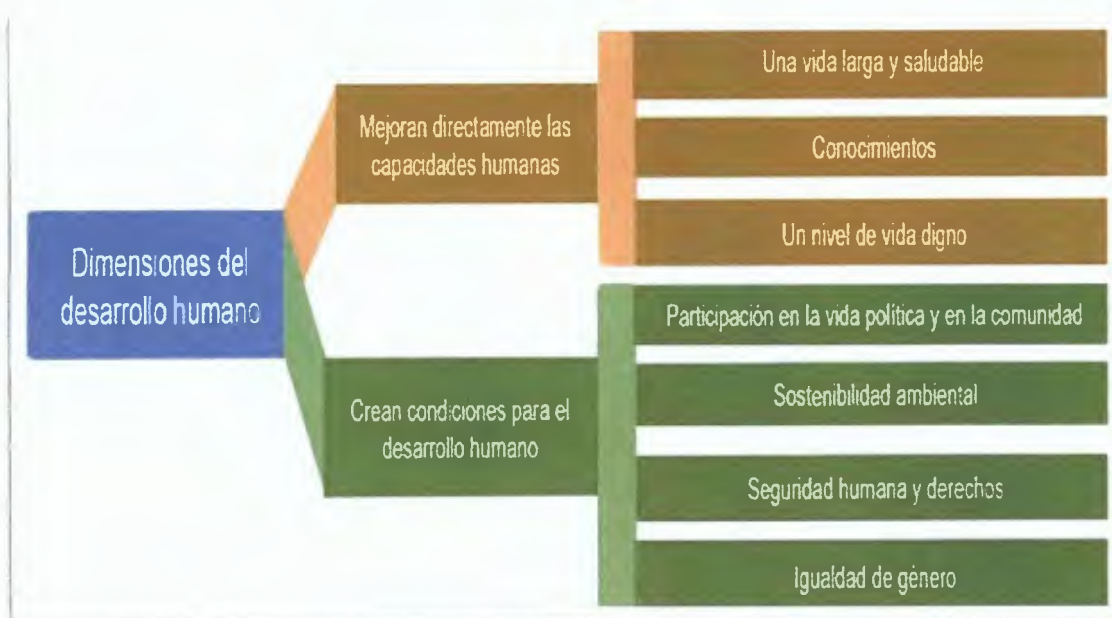 Dimensiones del
desarrollo humano
Mejoran directamente las
capacidades humanas
Una vida larga y saludable
Conocimientos
Un nivel de vida digno
Crean condiciones para el
desarrollo humano
Participación en la vida política y en la comunidad
Sostenibilidad ambiental
Seguridad humana y derechos
Igualdad de género